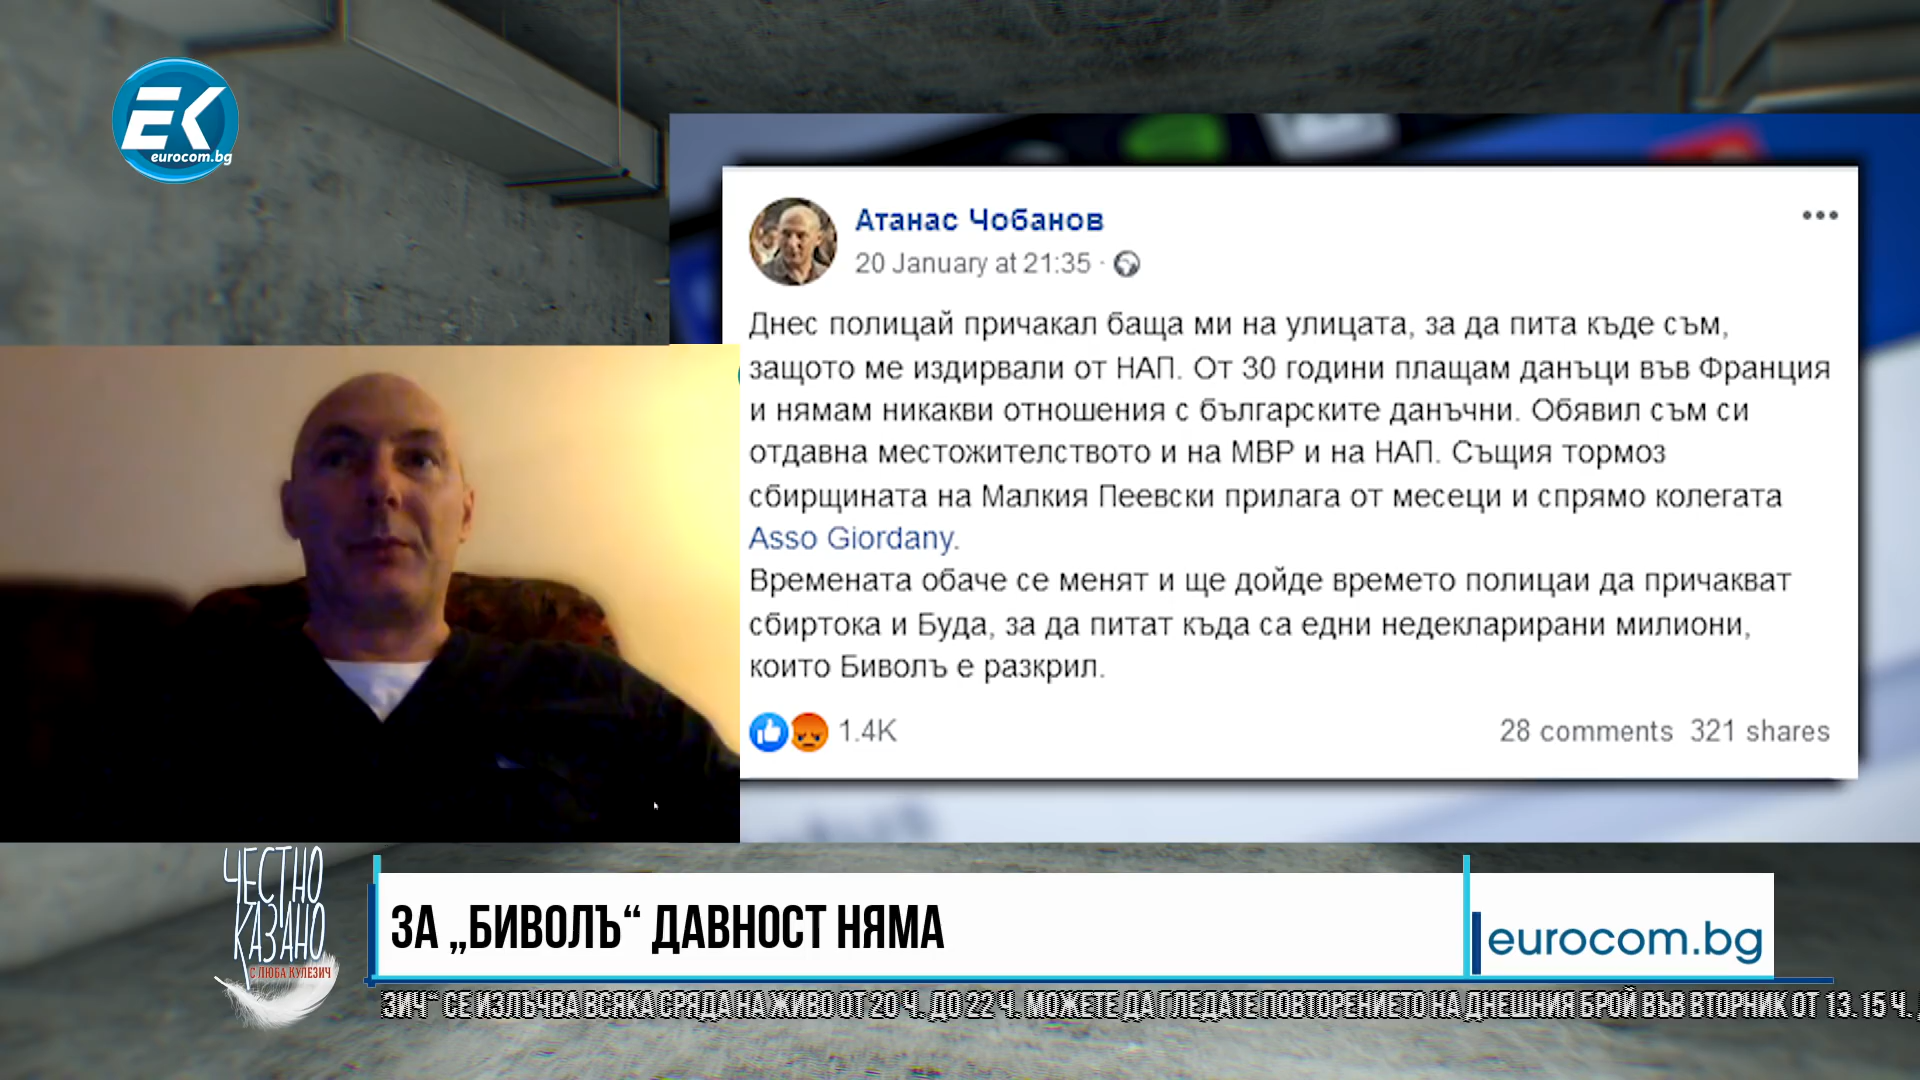 EK
eurocom.bg
Атанас Чобанов
20 January at 21:35 ·
Днес полицай причакал баща ми на улицата, за да пита къде съм,
защото ме издирвали от НАП. От 30 години плащам данъци във Франция
и нямам никакви отношения с българските данъчни. Обявил съм си
отдавна местожителството и на МВР и на НАП. Същия тормоз
сбирщината на Малкия Пеевски прилага от месеци и спрямо колегата
Asso Giordany.
Времената обаче се менят и ще дойде времето полицаи да причакват
сбиртока и Буда, за да питат къда са едни недекларирани милиони,
които Биволъ е разкрил.
1.4K
28 comments 321 shares
ЧЕСТНО
КАЗАНО
С ЛЮБА КУЛЕЗИЧ
ЗА „БИВОЛЪ“ ДАВНОСТ НЯМА
eurocom.bg
ЗИЧ“ СЕ ИЗЛЪЧВА ВСЯКА СРЯДА НА ЖИВО ОТ 20 Ч. ДО 22 Ч. МОЖЕТЕ ДА ГЛЕДАТЕ ПОВТОРЕНИЕТО НА ДНЕШНИЯ БРОЙ ВЪВ ВТОРНИК ОТ 13.15 Ч.